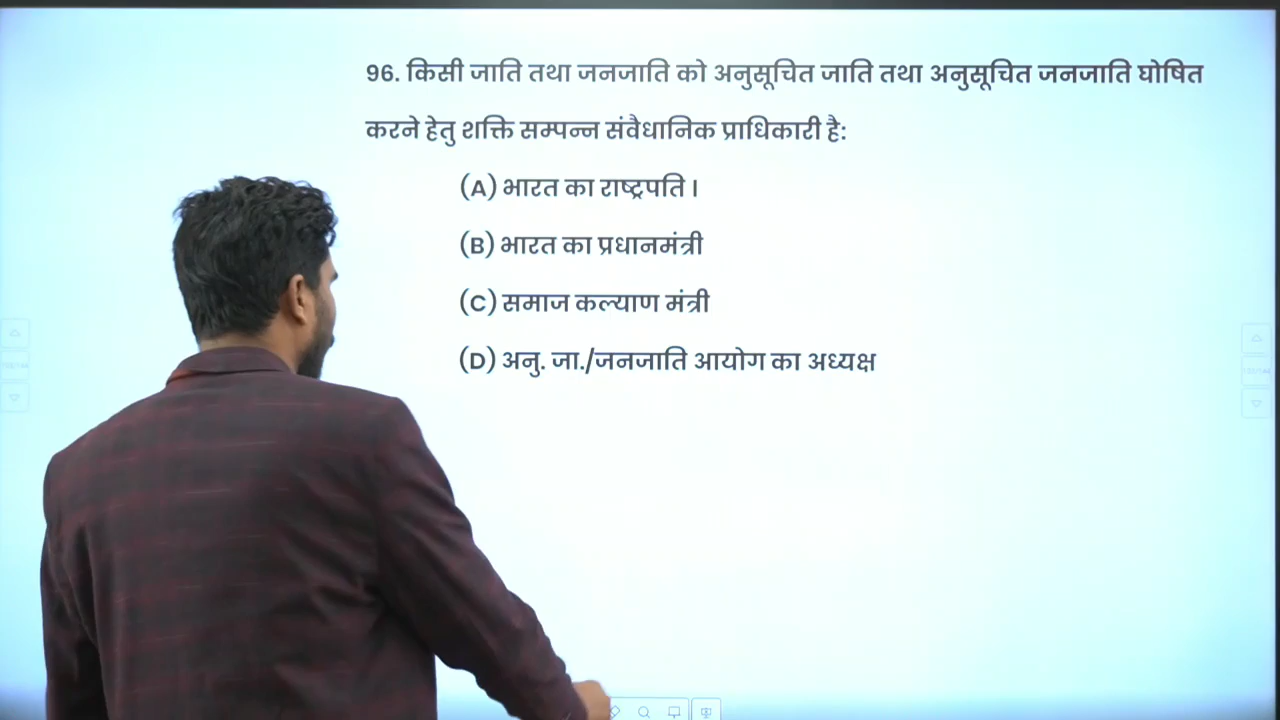 96. किसी जाति तथा जनजाति को अनुसूचित जाति तथा अनुसूचित जनजाति घोषित
करने हेतु शक्ति सम्पन्न संवैधानिक प्राधिकारी है:
(A) भारत का राष्ट्रपति ।
(B) भारत का प्रधानमंत्री
(C) समाज कल्याण मंत्री
(D) अनु. जा./जनजाति आयोग का अध्यक्ष